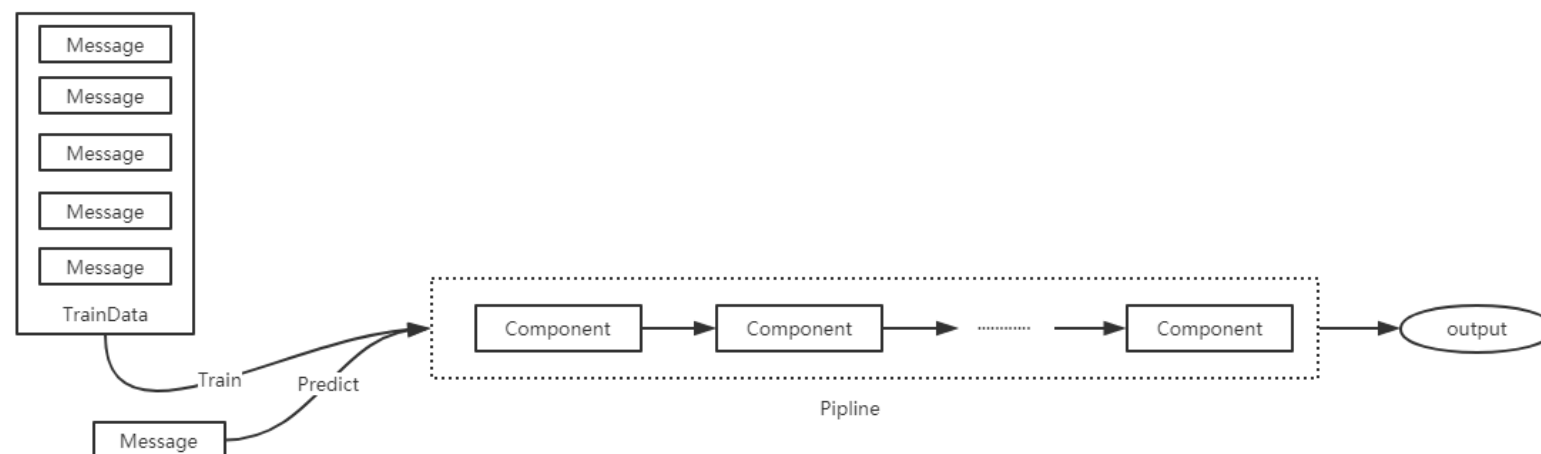 Message
Message
Message
Message
Message
TrainData
Component
Component
Component
output
Train
Predict
Pipline
Message